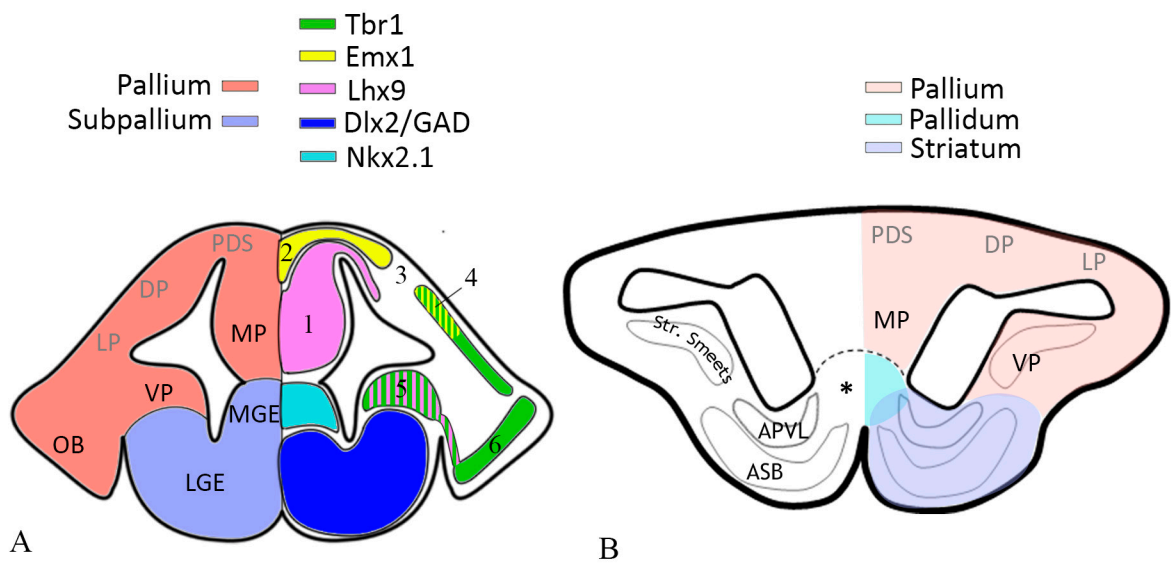 Tbr1
Emx1
Lhx9
Dlx2/GAD
Nkx2.1
Pallium
Subpallium
Pallium
Pallidum
Striatum
PDS
DP
LP
MP
VP
MGE
OB
LGE
1
2
3
4
5
6
A
PDS
DP
LP
MP
VP
Str. Smeets
*
APVL
ASB
B